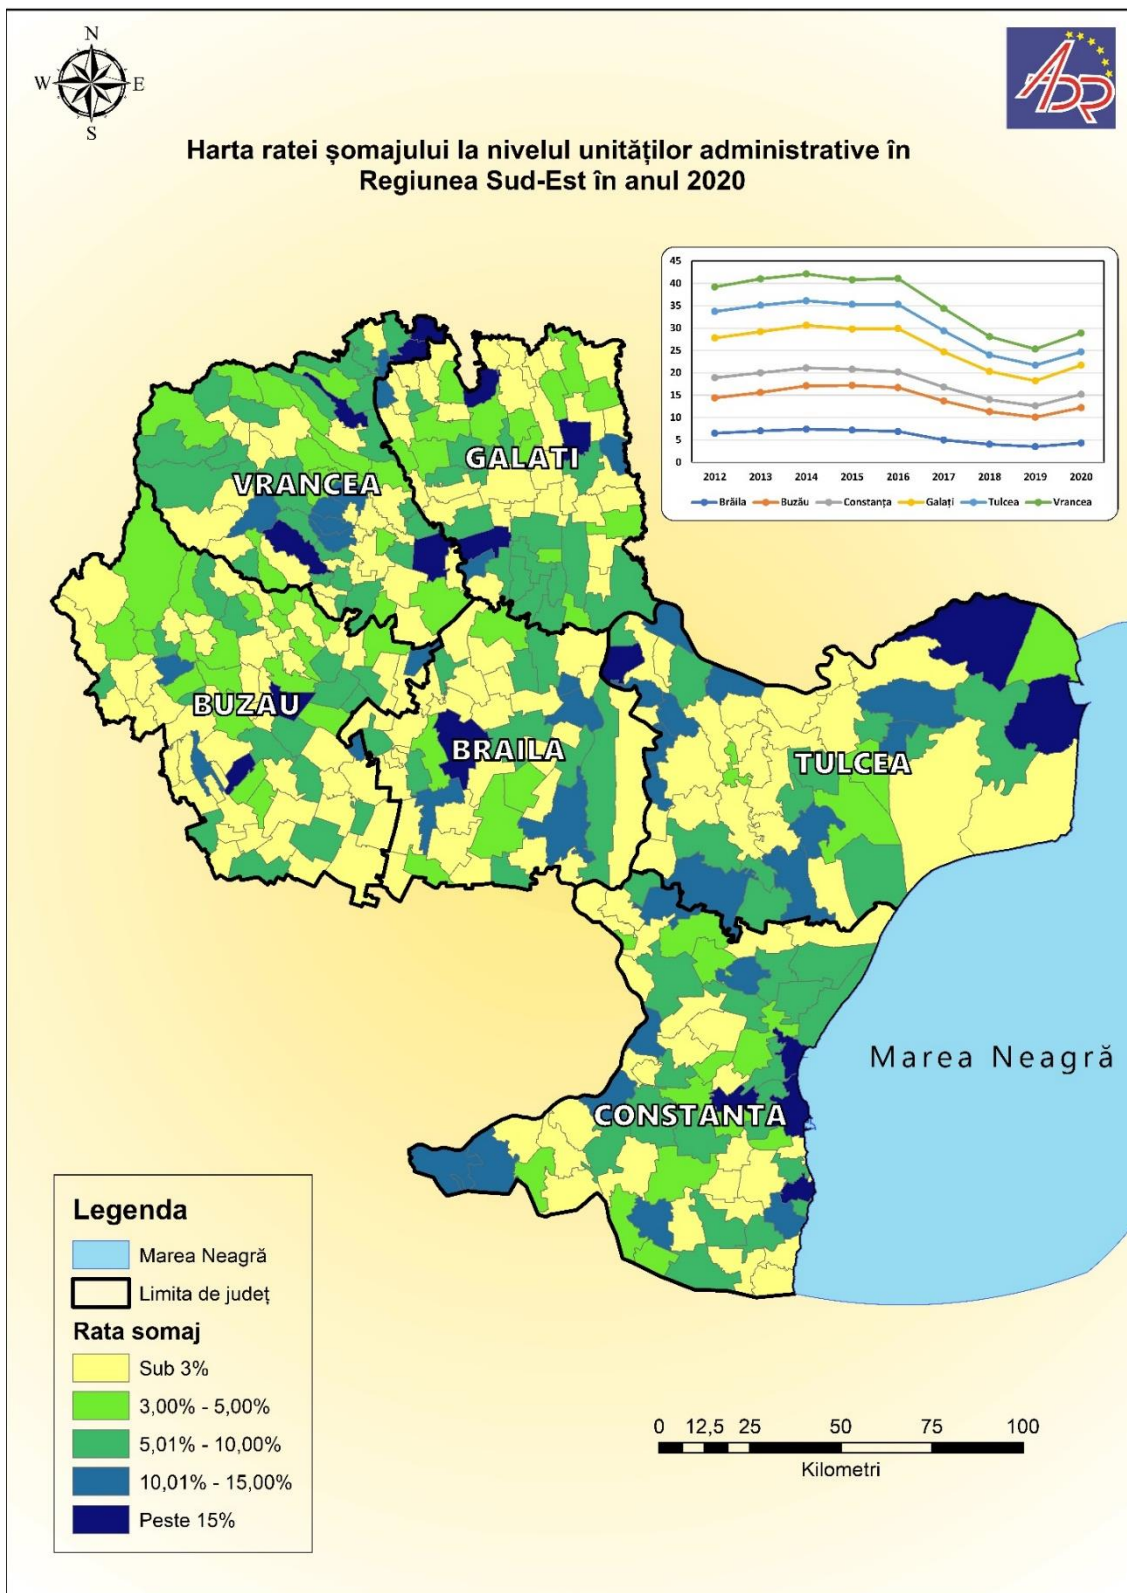 N
W E
S
ADR
Harta ratei șomajului la nivelul unităților administrative în
Regiunea Sud-Est în anul 2020
45
40
35
30
25
20
15
10
5
0
2012 2013 2014 2015 2016 2017 2018 2019 2020
Brăila Buzău Constanța Galați Tulcea Vrancea
VRANCEA
GALATI
BUZAU
BRAILA
TULCEA
CONSTANTA
Marea Neagră
Legenda
Marea Neagră
Limita de județ
Rata somaj
Sub 3%
3,00% - 5,00%
5,01% - 10,00%
10,01% - 15,00%
Peste 15%
0 12,5 25 50 75 100
Kilometri